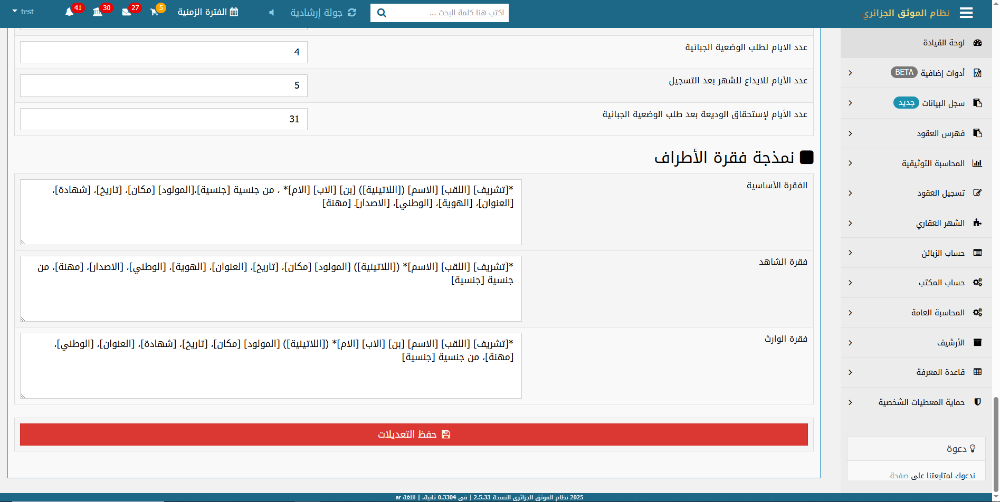 نظام الموثق الجزائري
اكتب هنا كلمة البحث ...
جولة إرشادية
الفترة الزمنية
5
27
30
41
test
لوحة القيادة
أدوات إضافية BETA
سجل البيانات جديد
فهرس العقود
المحاسبة التوثيقية
تسجيل العقود
الشهر العقاري
حساب الزبائن
حساب المكتب
المحاسبة العامة
الأرشيف
قاعدة المعرفة
حماية المعطيات الشخصية
دعوة
ندعوك لمتابعتنا على صفحة
عدد الايام لطلب الوضعية الجبائية
4
عدد الأيام للايداع للشهر بعد التسجيل
5
عدد الأيام لإستحقاق الوديعة بعد طلب الوضعية الجبائية
31
نمذجة فقرة الأطراف
الفقرة الأساسية
*[تشريف] [اللقب] [الاسم] ([اللاتينية]) [بن] [الاب] [الام]* ، من جنسية [جنسية]،[المولود] [مكان]، [تاريخ]، [شهادة]،
[العنوان]، [الهوية]، [الوطني]، [الاصدار]ـ [مهنة]
فقرة الشاهد
*[تشريف] [اللقب] [الاسم]* ([اللاتينية]) [المولود] [مكان]، [تاريخ]، [العنوان]، [الهوية]، [الوطني]، [الاصدار]، [مهنة]، من
جنسية [جنسية]
فقرة الوارث
*[تشريف] [اللقب] [الاسم] [بن] [الاب] [الام]* ([اللاتينية]) [المولود] [مكان]، [تاريخ]، [شهادة]، [العنوان]، [الوطني]،
[مهنة]، من جنسية [جنسية]
حفظ التعديلات
2025 نظام الموثق الجزائري النسخة 2.5.33 | في 0.3304 ثانية. | اللغة ar